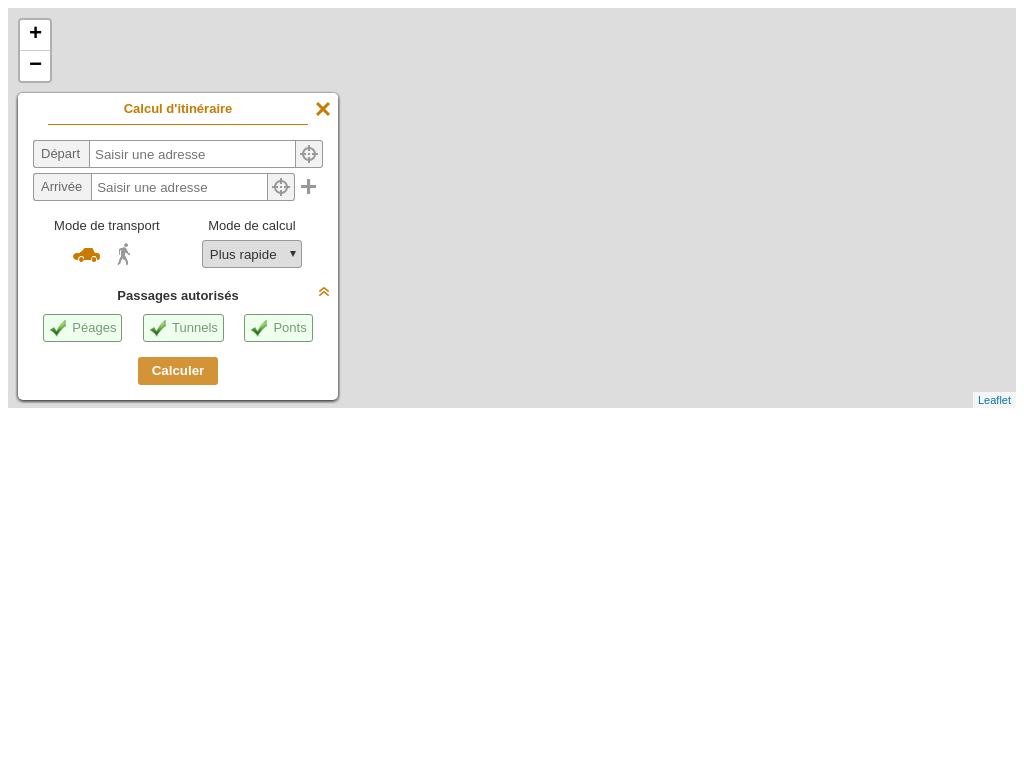 +
−
Calcul d'itinéraire
Départ Saisir une adresse
Arrivée Saisir une adresse
Mode de transport Mode de calcul
Plus rapide
Passages autorisés
Péages Tunnels Ponts
Calculer
Leaflet